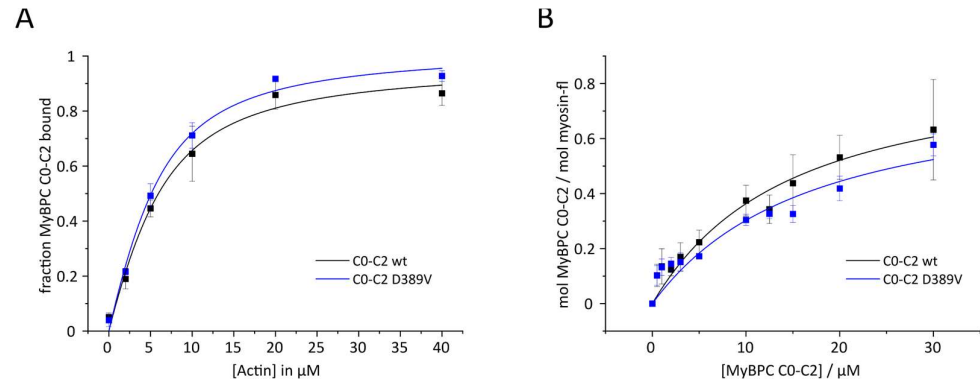 A
fraction MyBPC C0-C2 bound
1
0.8
0.6
0.4
0.2
0
C0-C2 wt
C0-C2 D389V
0 5 10 15 20 25 30 35 40
[Actin] in µM
B
mol MyBPC C0-C2 / mol myosin-fl
0.8
0.6
0.4
0.2
0
C0-C2 wt
C0-C2 D389V
0 10 20 30
[MyBPC C0-C2] / µM